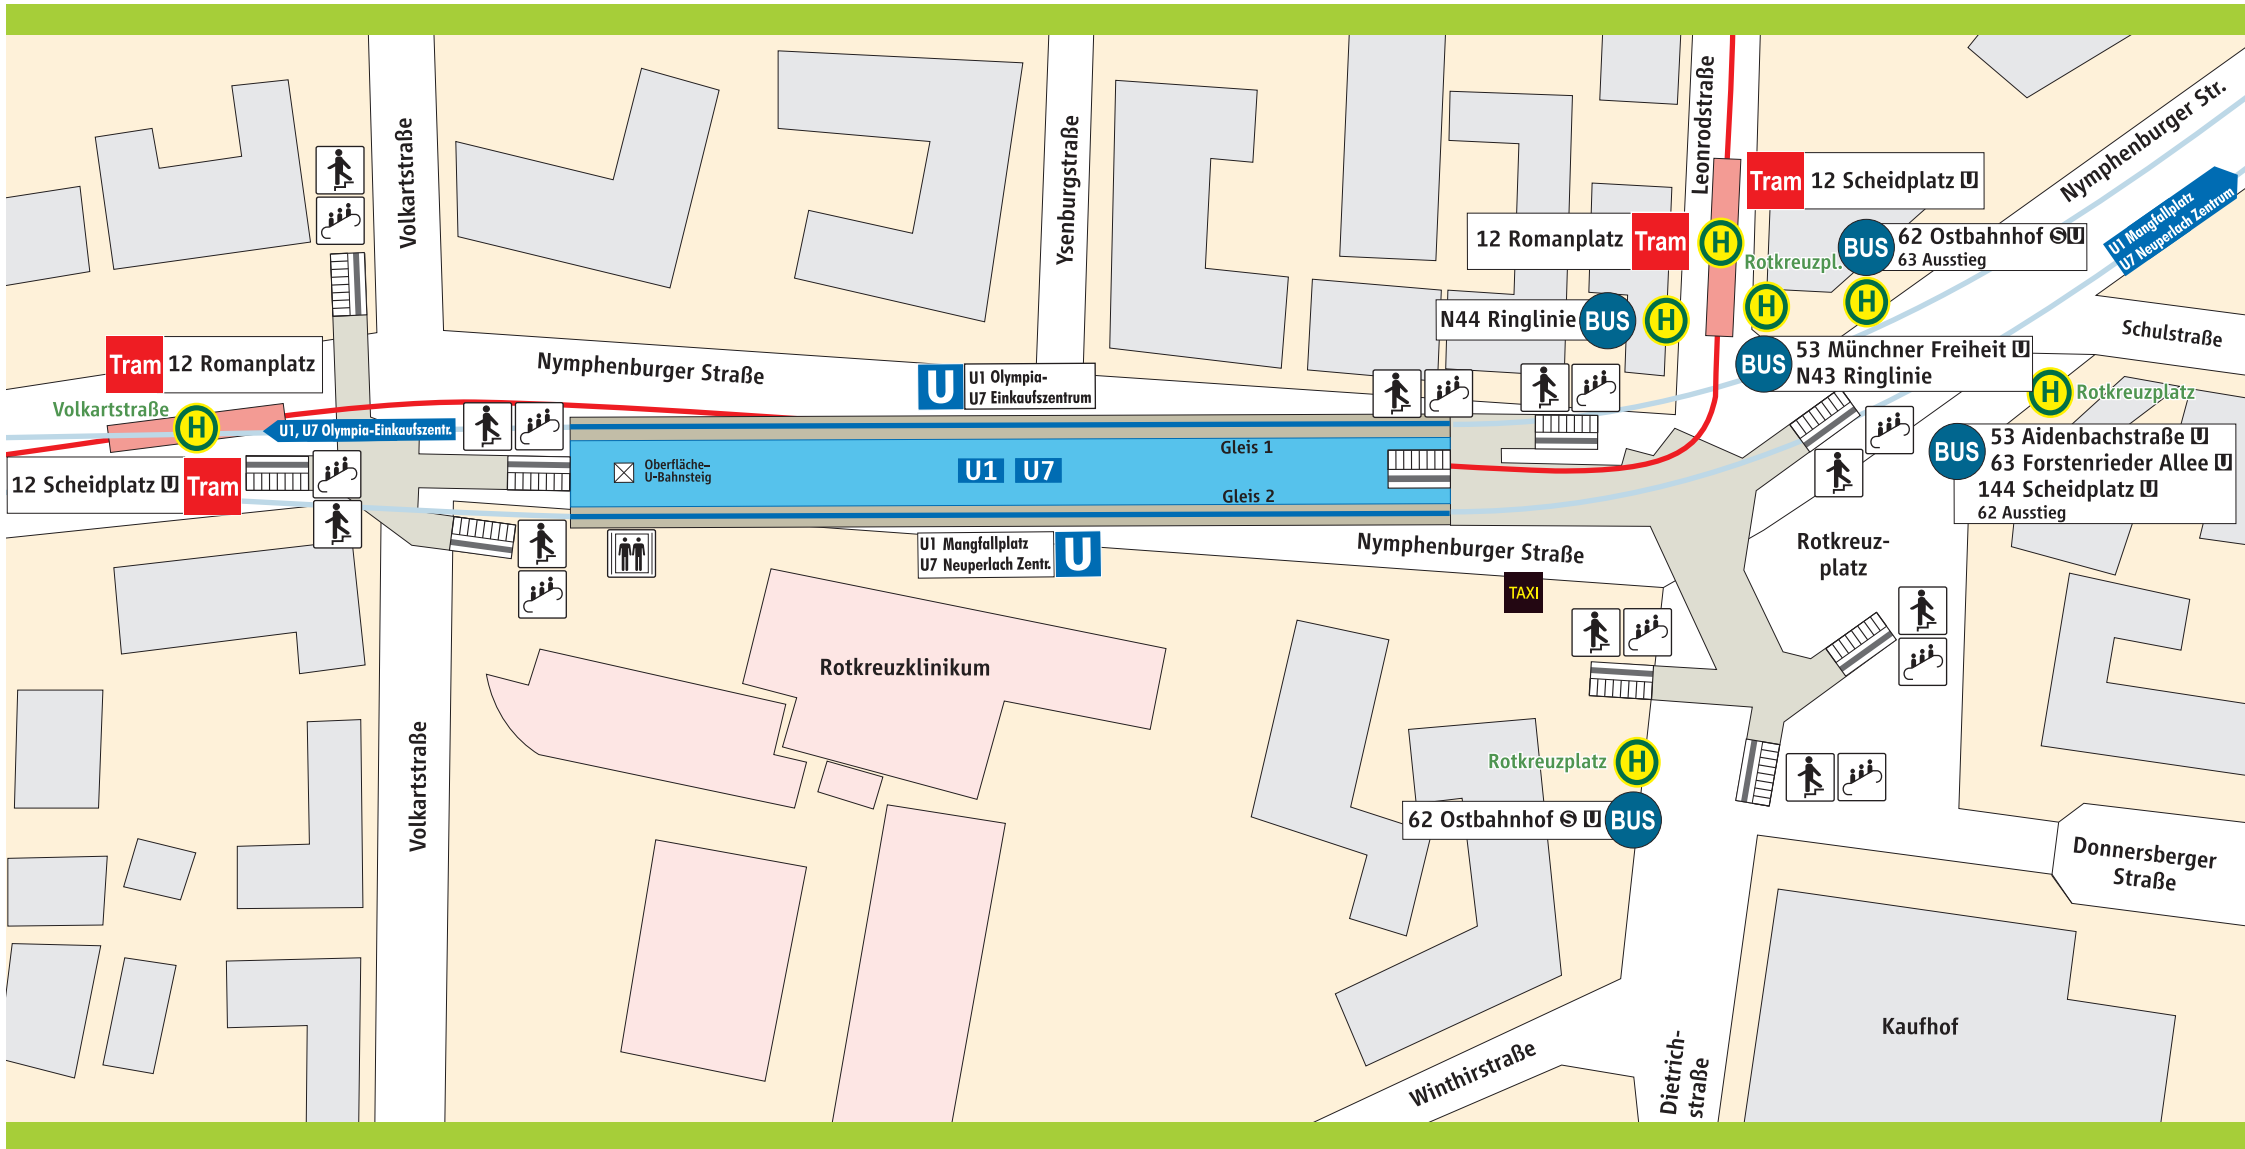 Volkartstraße
Ysenburgstraße
Leonrodstraße
Nymphenburger Str.
Tram 12 Scheidplatz U
12 Romanplatz Tram
H
Rotkreuzpl.
BUS 62 Ostbahnhof S U
63 Ausstieg
U1 Mangfallplatz
U7 Neuperlach Zentrum
H
H
N44 Ringlinie BUS H
Schulstraße
BUS 53 Münchner Freiheit U
N43 Ringlinie
H Rotkreuzplatz
Tram 12 Romanplatz
Nymphenburger Straße
U U1 Olympia-
U7 Einkaufszentrum
Volkartstraße
H
U1, U7 Olympia-Einkaufszentr.
Gleis 1
BUS 53 Aidenbachstraße U
63 Forstenrieder Allee U
144 Scheidplatz U
62 Ausstieg
12 Scheidplatz U Tram
Oberfläche-
U-Bahnsteig
U1 U7
Gleis 2
U1 Mangfallplatz
U7 Neuperlach Zentr. U
Nymphenburger Straße
Rotkreuz-
platz
TAXI
Rotkreuzklinikum
Volkartstraße
Rotkreuzplatz H
62 Ostbahnhof S U BUS
Donnersberger
Straße
Kaufhof
Winthirstraße
Dietrich-
straße